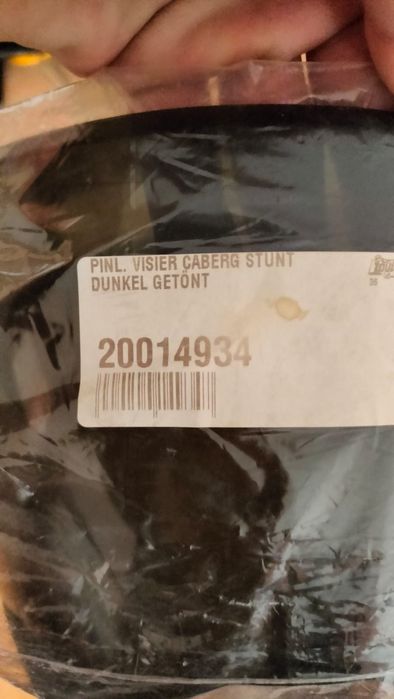 PINL. VISIER CABERG STUNT
DUNKEL GETÖNT
20014934